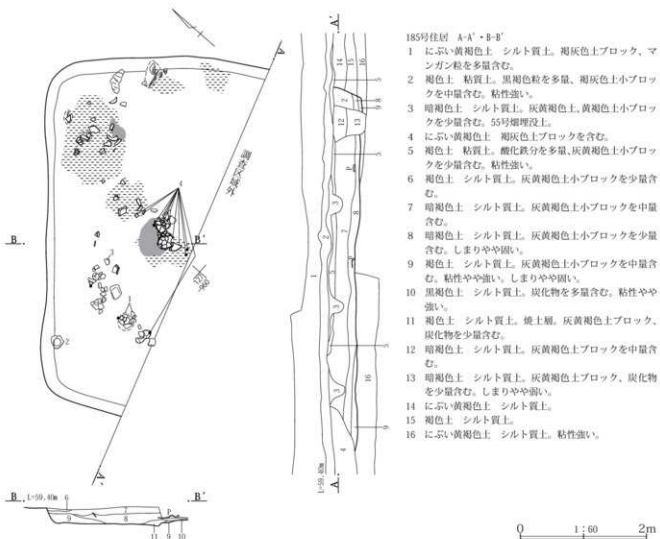 185号住居　A-A'・B-B'
1　にぶい黄褐色土　シルト質土。褐灰色土ブロック、マ
ンガン粒を多量含む。
2　褐色土　粘質土。黒褐色粒を多量、褐灰色土小ブロッ
クを中量含む。粘性強い。
3　暗褐色土　シルト質土。灰黄褐色土、黄褐色土小ブロッ
クを少量含む。55号畑埋没土。
4　にぶい黄褐色土　褐灰色土ブロックを含む。
5　褐色土　粘質土。酸化鉄分を多量、灰黄褐色土小ブロッ
クを少量含む。粘性強い。
6　褐色土　シルト質土。灰黄褐色土小ブロックを少量含
む。
7　暗褐色土　シルト質土。灰黄褐色土小ブロックを中量
含む。
8　暗褐色土　シルト質土。灰黄褐色土小ブロックを少量
含む。しまりやや固い。
9　褐色土　シルト質土。灰黄褐色土小ブロックを中量含
む。粘性やや強い。しまりやや固い。
10　黒褐色土　シルト質土。炭化物を多量含む。粘性やや
強い。
11　褐色土　シルト質土。焼土層。灰黄褐色土ブロック、
炭化物を少量含む。
12　暗褐色土　シルト質土。灰黄褐色土ブロックを中量含
む。
13　暗褐色土　シルト質土。灰黄褐色土ブロック、炭化物
を少量含む。しまりやや弱い。
14　にぶい黄褐色土　シルト質土。
15　褐色土　シルト質土。
16　にぶい黄褐色土　シルト質土。粘性強い。
A
調査区域外
B
B'
A'
L=59.40m
A
A'
B
L=59.40m
B'
0　1：60　2m